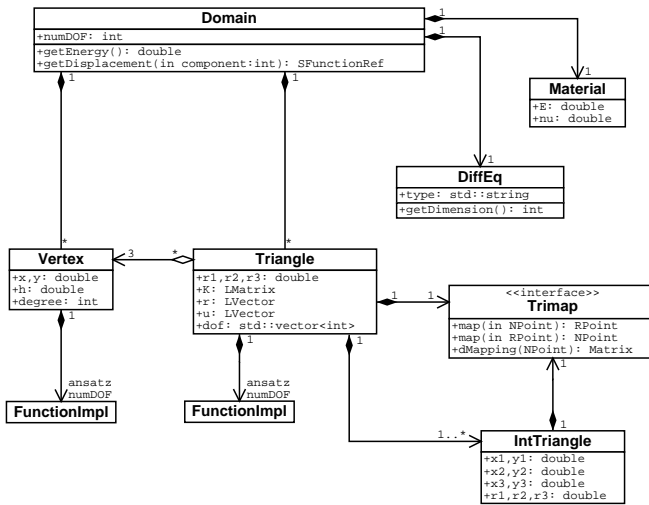 Domain
+numDOF: int
+getEnergy(): double
+getDisplacement(in component:int): SFunctionRef
1
1
1
1
1
Material
+E: double
+nu: double
1
DiffEq
+type: std::string
+getDimension(): int
*
*
Vertex
+x,y: double
+h: double
+degree: int
3
*
Triangle
+r1,r2,r3: double
+K: LMatrix
+r: LVector
+u: LVector
+dof: std::vector<int>
1
1
<<interface>>
Trimap
+map(in NPoint): RPoint
+map(in RPoint): NPoint
+dMapping(NPoint): Matrix
1
1
1
1
ansatz
numDOF
FunctionImpl
ansatz
numDOF
FunctionImpl
1
1..*
IntTriangle
+x1,y1: double
+x2,y2: double
+x3,y3: double
+r1,r2,r3: double